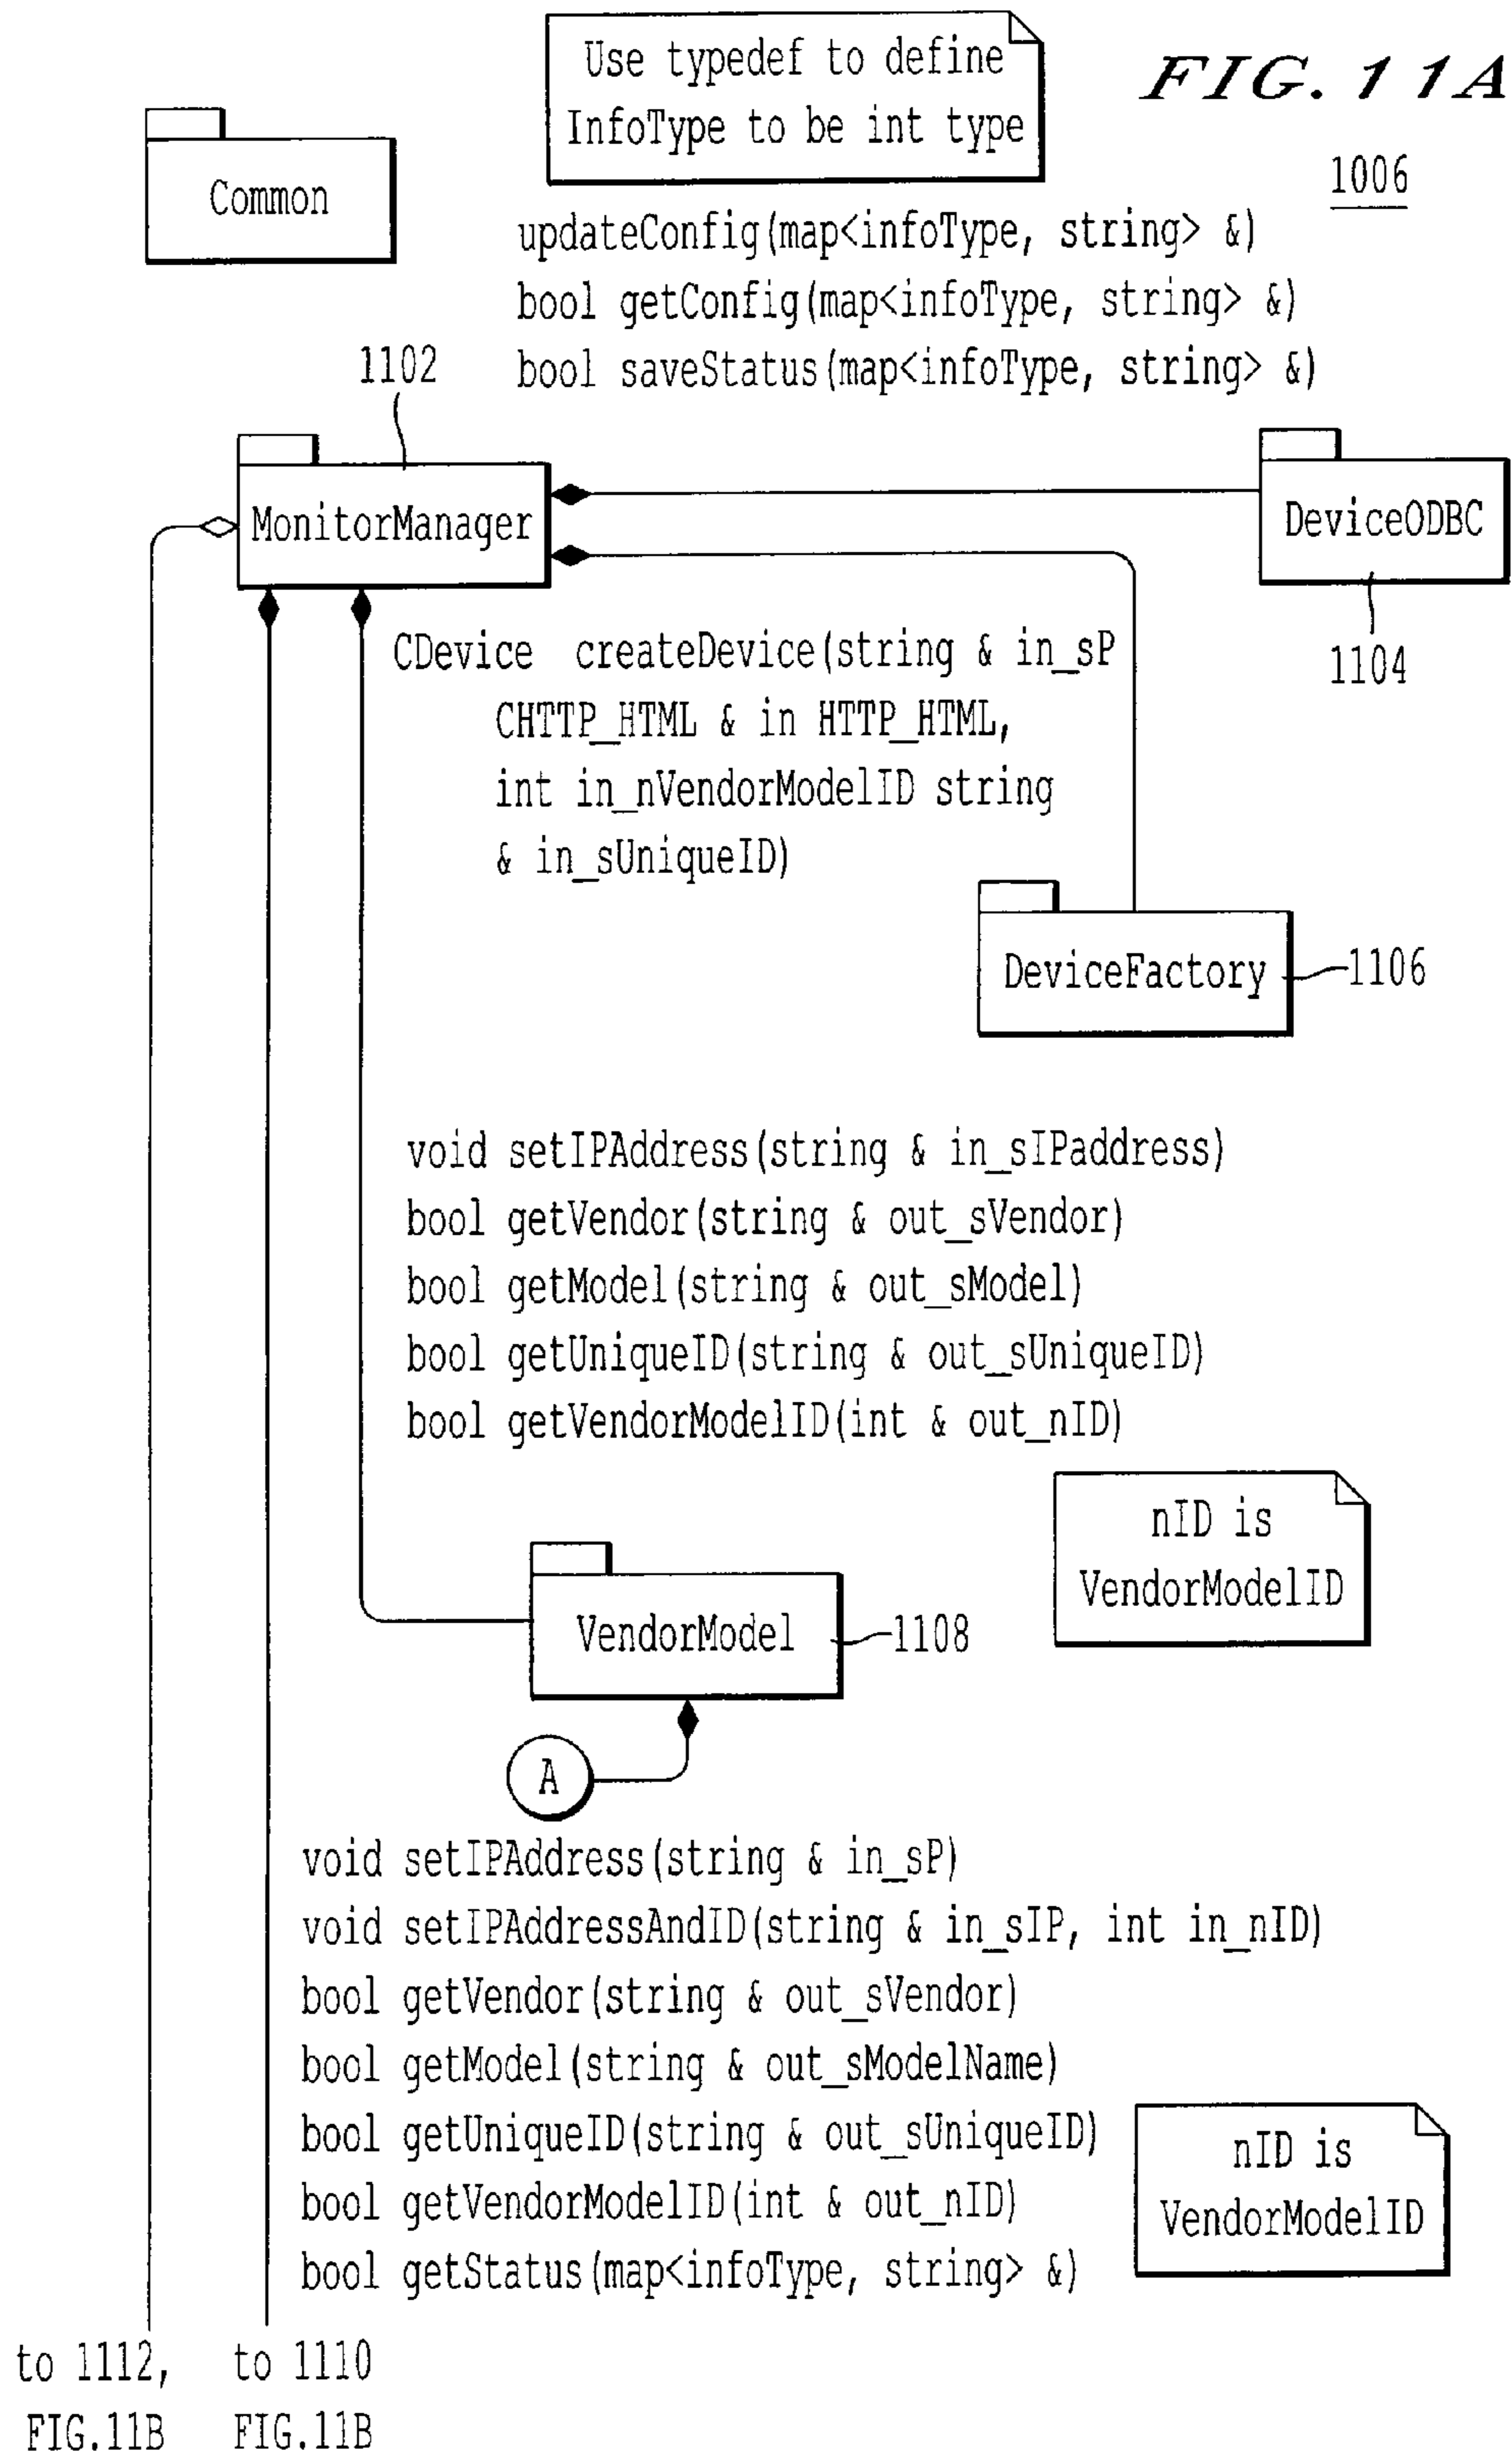 FIG. 11A
Use typedef to define
InfoType to be int type
1006
Common
updateConfig(map<infoType, string> &)
bool getConfig(map<infoType, string> &)
bool saveStatus(map<infoType, string> &)
1102
MonitorManager
DeviceODBC
1104
CDevice createDevice(string & in_sP
CHTTP_HTML & in HTTP_HTML,
int in_nVendorModelID string
& in_sUniqueID)
DeviceFactory
1106
void setIPAddress(string & in_sIPaddress)
bool getVendor(string & out_sVendor)
bool getModel(string & out_sModel)
bool getUniqueID(string & out_sUniqueID)
bool getVendorModelID(int & out_nID)
nID is
VendorModelID
VendorModel
1108
A
void setIPAddress(string & in_sP)
void setIPAddressAndID(string & in_sIP, int in_nID)
bool getVendor(string & out_sVendor)
bool getModel(string & out_sModelName)
bool getUniqueID(string & out_sUniqueID)
bool getVendorModelID(int & out_nID)
bool getStatus(map<infoType, string> &)
nID is
VendorModelID
to 1112,
FIG.11B
to 1110
FIG.11B